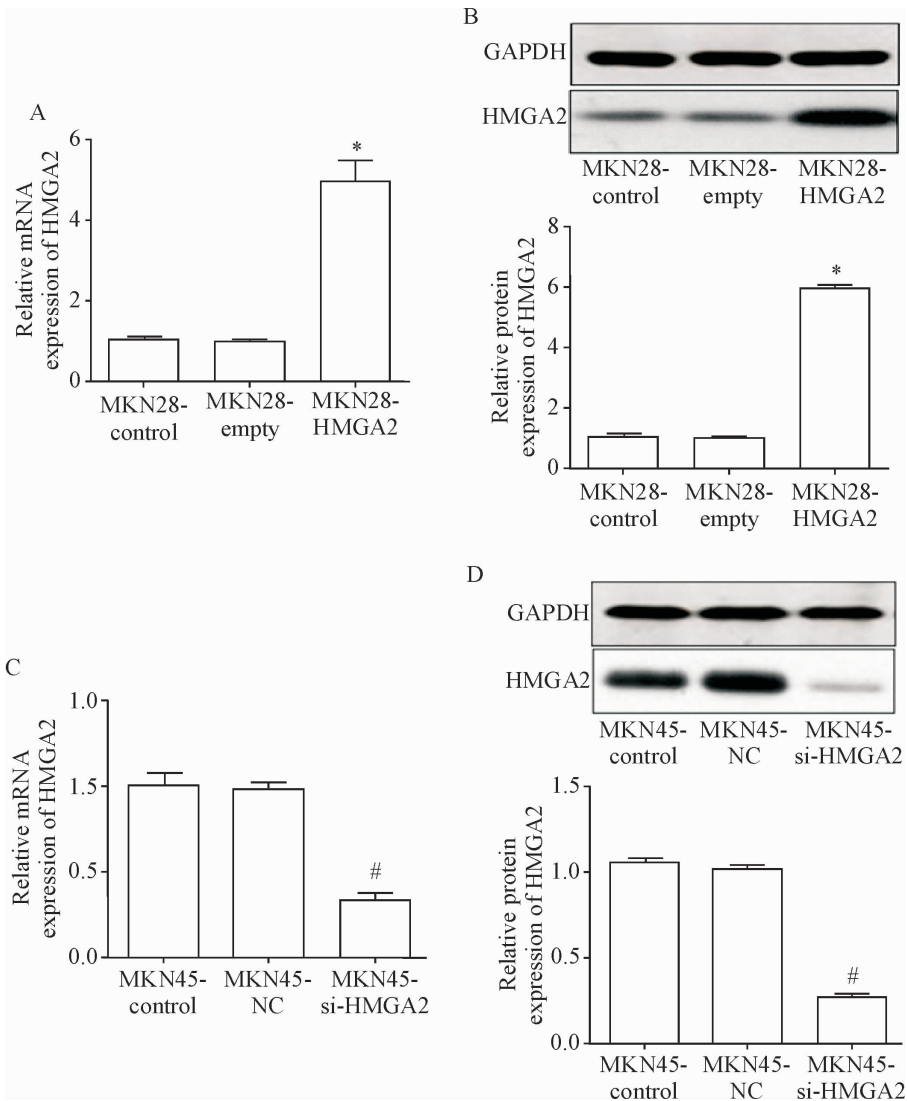 A
Relative mRNA
expression of HMGA2
6
4
2
0
*
MKN28-
control
MKN28-
empty
MKN28-
HMGA2
B
GAPDH
HMGA2
MKN28-
control
MKN28-
empty
MKN28-
HMGA2
Relative protein
expression of HMGA2
8
6
4
2
0
*
MKN28-
control
MKN28-
empty
MKN28-
HMGA2
C
Relative mRNA
expression of HMGA2
1.0
1.5
0.5
0.0
#
MKN45-
control
MKN45-
NC
MKN45-
si-HMGA2
D
GAPDH
HMGA2
MKN45-
control
MKN45-
NC
MKN45-
si-HMGA2
Relative protein
expression of HMGA2
1.5
1.0
0.5
0.0
#
MKN45-
control
MKN45-
NC
MKN45-
si-HMGA2